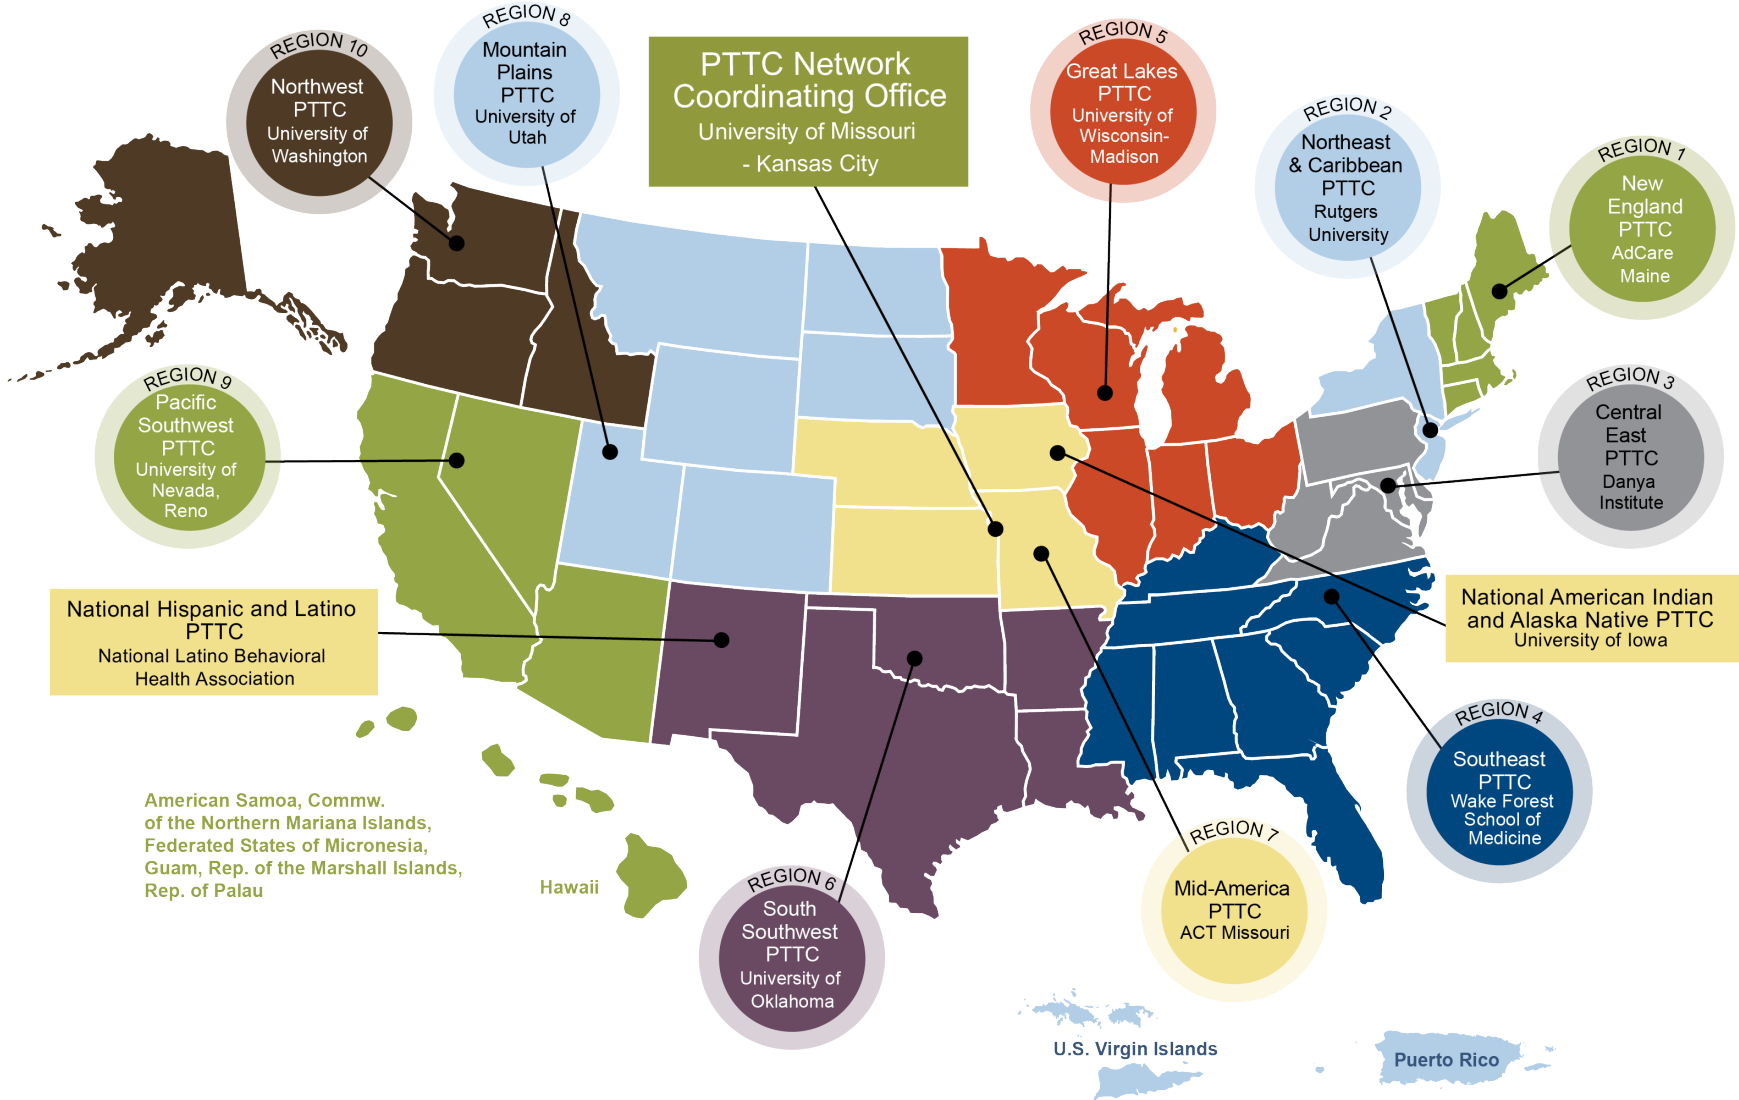 REGION 10
Northwest
PTTC
University of
Washington
REGION 8
Mountain
Plains
PTTC
University of
Utah
PTTC Network
Coordinating Office
University of Missouri
- Kansas City
REGION 5
Great Lakes
PTTC
University of
Wisconsin-
Madison
REGION 2
Northeast
& Caribbean
PTTC
Rutgers
University
REGION 1
New
England
PTTC
AdCare
Maine
REGION 9
Pacific
Southwest
PTTC
University of
Nevada,
Reno
REGION 3
Central
East
PTTC
Danya
Institute
National Hispanic and Latino
PTTC
National Latino Behavioral
Health Association
National American Indian
and Alaska Native PTTC
University of Iowa
REGION 4
Southeast
PTTC
Wake Forest
School of
Medicine
American Samoa, Commw.
of the Northern Mariana Islands,
Federated States of Micronesia,
Guam, Rep. of the Marshall Islands,
Rep. of Palau
Hawaii
REGION 6
South
Southwest
PTTC
University of
Oklahoma
REGION 7
Mid-America
PTTC
ACT Missouri
U.S. Virgin Islands
Puerto Rico